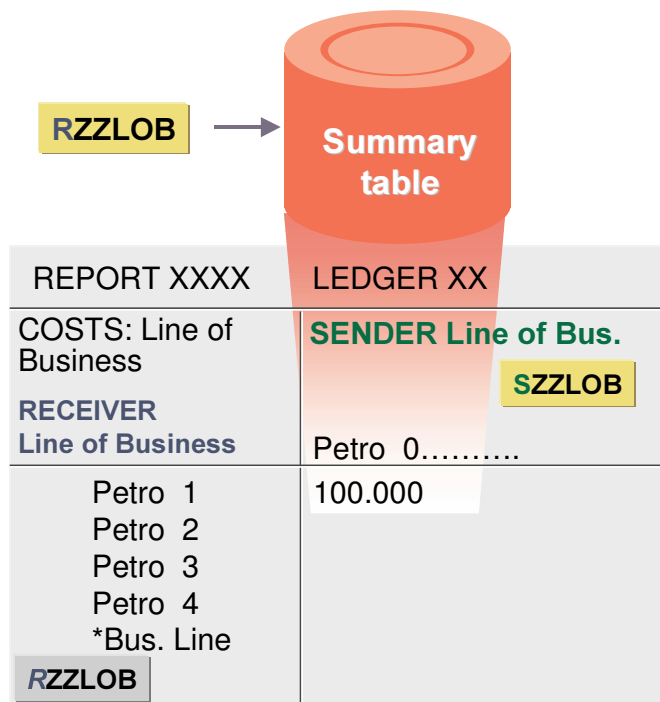 RZZLOB
Summary
table
REPORT XXXX
LEDGER XX
COSTS: Line of
Business
RECEIVER
Line of Business
SENDER Line of Bus.
SZZLOB
Petro 0……….
Petro 1
100.000
Petro 2
Petro 3
Petro 4
*Bus. Line
RZZLOB